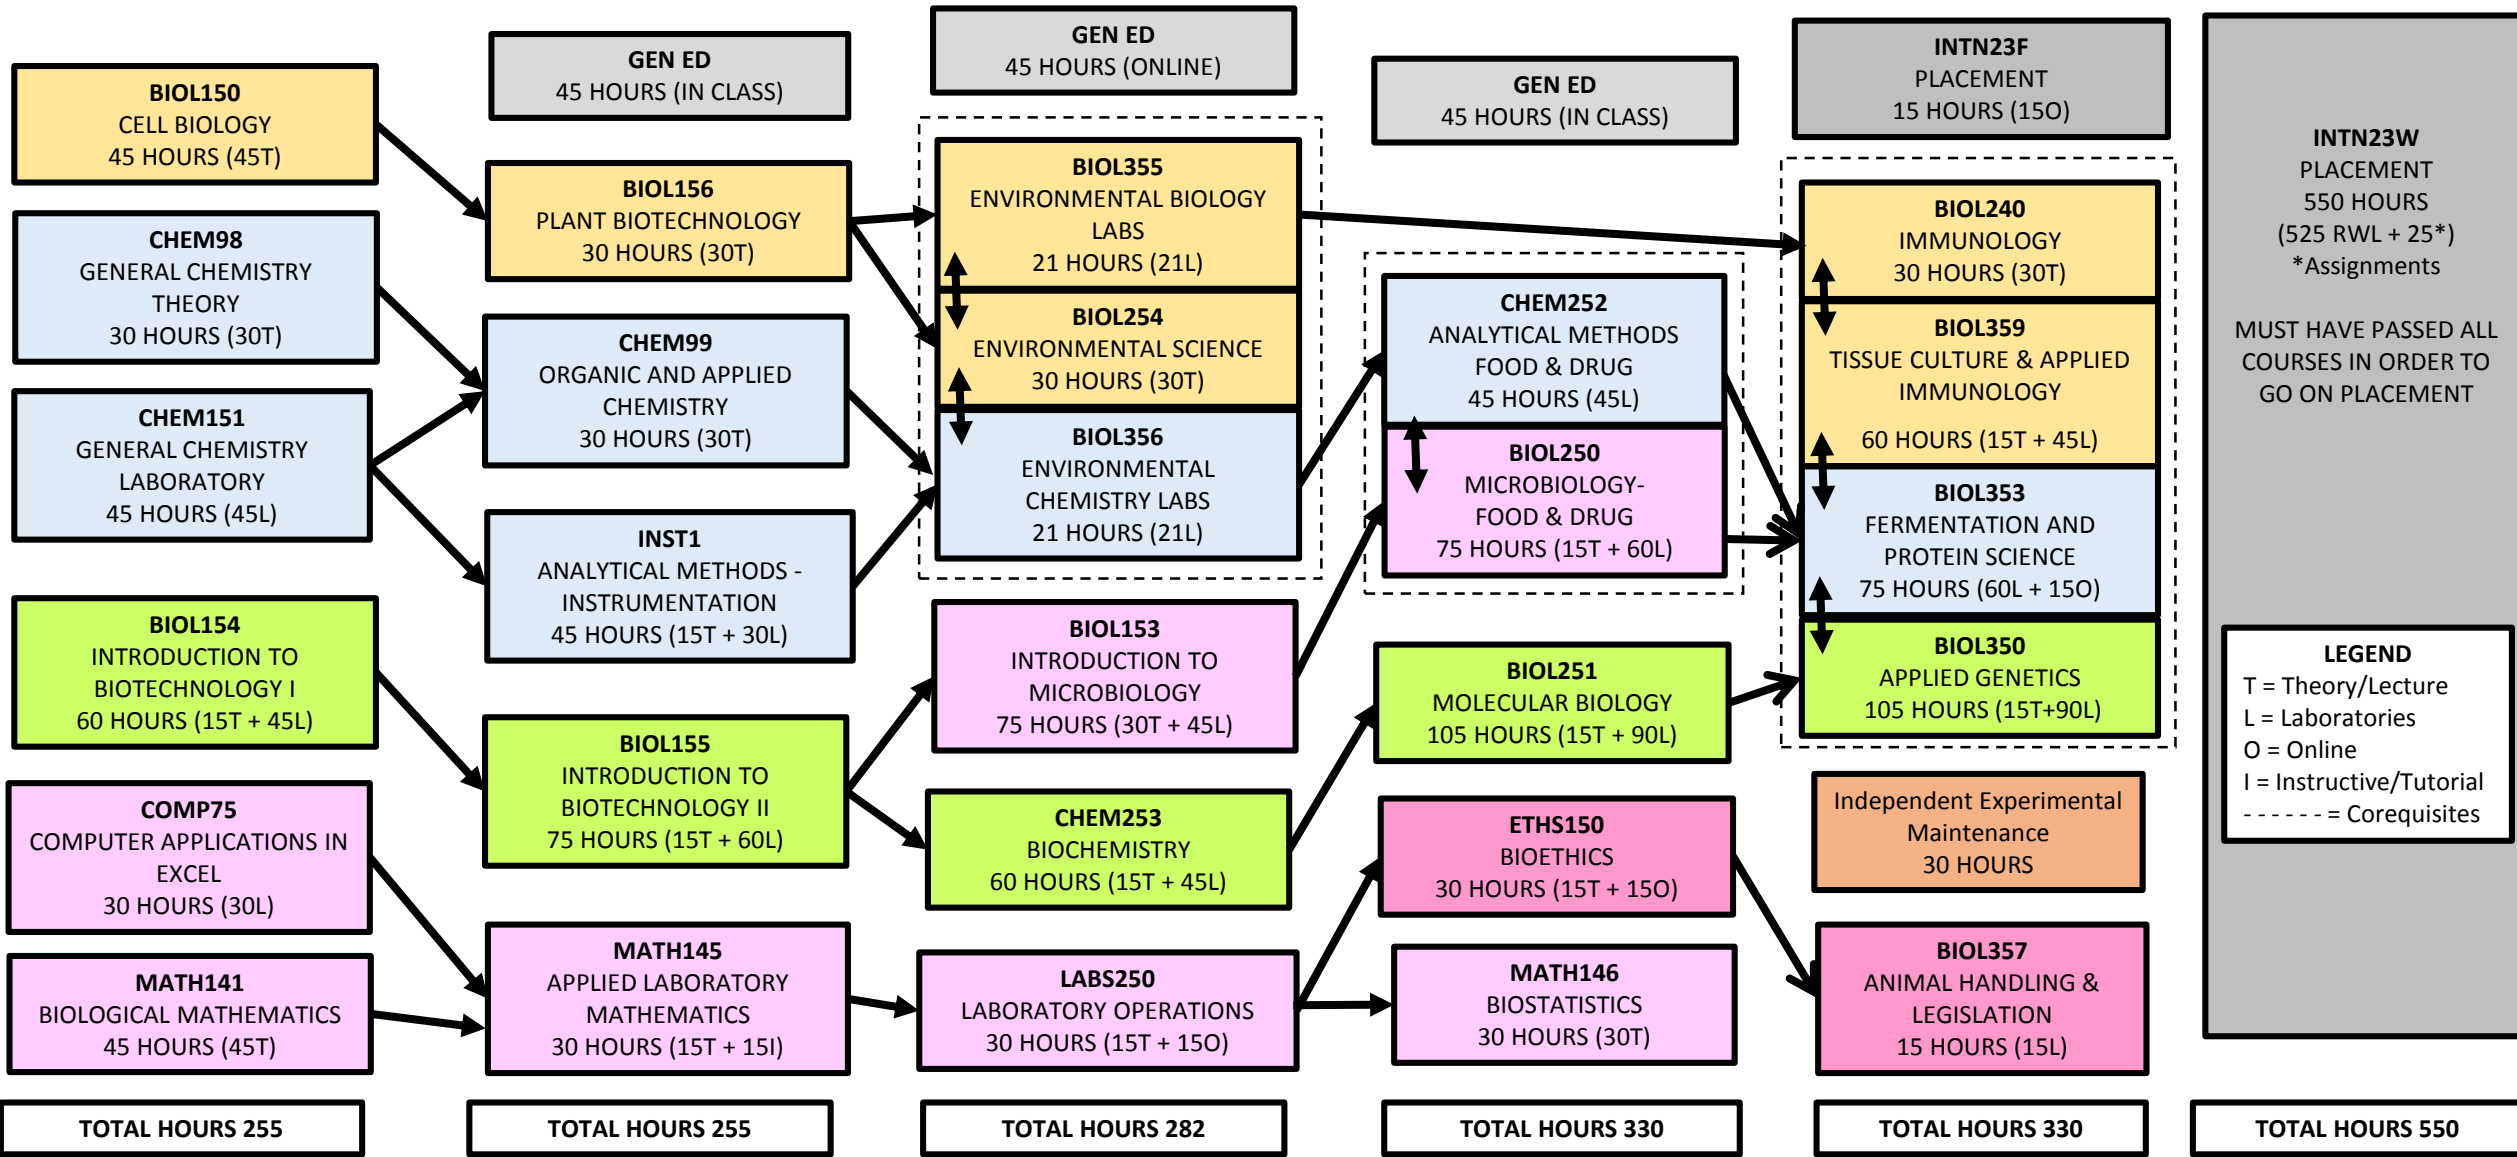 BIOL150
CELL BIOLOGY
45 HOURS (45T)
CHEM98
GENERAL CHEMISTRY
THEORY
30 HOURS (30T)
CHEM151
GENERAL CHEMISTRY
LABORATORY
45 HOURS (45L)
BIOL154
INTRODUCTION TO
BIOTECHNOLOGY I
60 HOURS (15T + 45L)
COMP75
COMPUTER APPLICATIONS IN
EXCEL
30 HOURS (30L)
MATH141
BIOLOGICAL MATHEMATICS
45 HOURS (45T)
TOTAL HOURS 255
GEN ED
45 HOURS (IN CLASS)
BIOL156
PLANT BIOTECHNOLOGY
30 HOURS (30T)
CHEM99
ORGANIC AND APPLIED
CHEMISTRY
30 HOURS (30T)
INST1
ANALYTICAL METHODS -
INSTRUMENTATION
45 HOURS (15T + 30L)
BIOL155
INTRODUCTION TO
BIOTECHNOLOGY II
75 HOURS (15T + 60L)
MATH145
APPLIED LABORATORY
MATHEMATICS
30 HOURS (15T + 15I)
TOTAL HOURS 255
GEN ED
45 HOURS (ONLINE)
BIOL355
ENVIRONMENTAL BIOLOGY
LABS
21 HOURS (21L)
BIOL254
ENVIRONMENTAL SCIENCE
30 HOURS (30T)
BIOL356
ENVIRONMENTAL
CHEMISTRY LABS
21 HOURS (21L)
BIOL153
INTRODUCTION TO
MICROBIOLOGY
75 HOURS (30T + 45L)
CHEM253
BIOCHEMISTRY
60 HOURS (15T + 45L)
LABS250
LABORATORY OPERATIONS
30 HOURS (15T + 15O)
TOTAL HOURS 282
GEN ED
45 HOURS (IN CLASS)
CHEM252
ANALYTICAL METHODS
FOOD & DRUG
45 HOURS (45L)
BIOL250
MICROBIOLOGY-
FOOD & DRUG
75 HOURS (15T + 60L)
BIOL251
MOLECULAR BIOLOGY
105 HOURS (15T + 90L)
ETHS150
BIOETHICS
30 HOURS (15T + 15O)
MATH146
BIOSTATISTICS
30 HOURS (30T)
TOTAL HOURS 330
INTN23F
PLACEMENT
15 HOURS (15O)
BIOL240
IMMUNOLOGY
30 HOURS (30T)
BIOL359
TISSUE CULTURE & APPLIED
IMMUNOLOGY
60 HOURS (15T + 45L)
BIOL353
FERMENTATION AND
PROTEIN SCIENCE
75 HOURS (60L + 15O)
BIOL350
APPLIED GENETICS
105 HOURS (15T+90L)
Independent Experimental
Maintenance
30 HOURS
BIOL357
ANIMAL HANDLING &
LEGISLATION
15 HOURS (15L)
TOTAL HOURS 330
INTN23W
PLACEMENT
550 HOURS
(525 RWL + 25*)
*Assignments
MUST HAVE PASSED ALL
COURSES IN ORDER TO
GO ON PLACEMENT
LEGEND
T = Theory/Lecture
L = Laboratories
O = Online
I = Instructive/Tutorial
- - - - - - = Corequisites
TOTAL HOURS 550